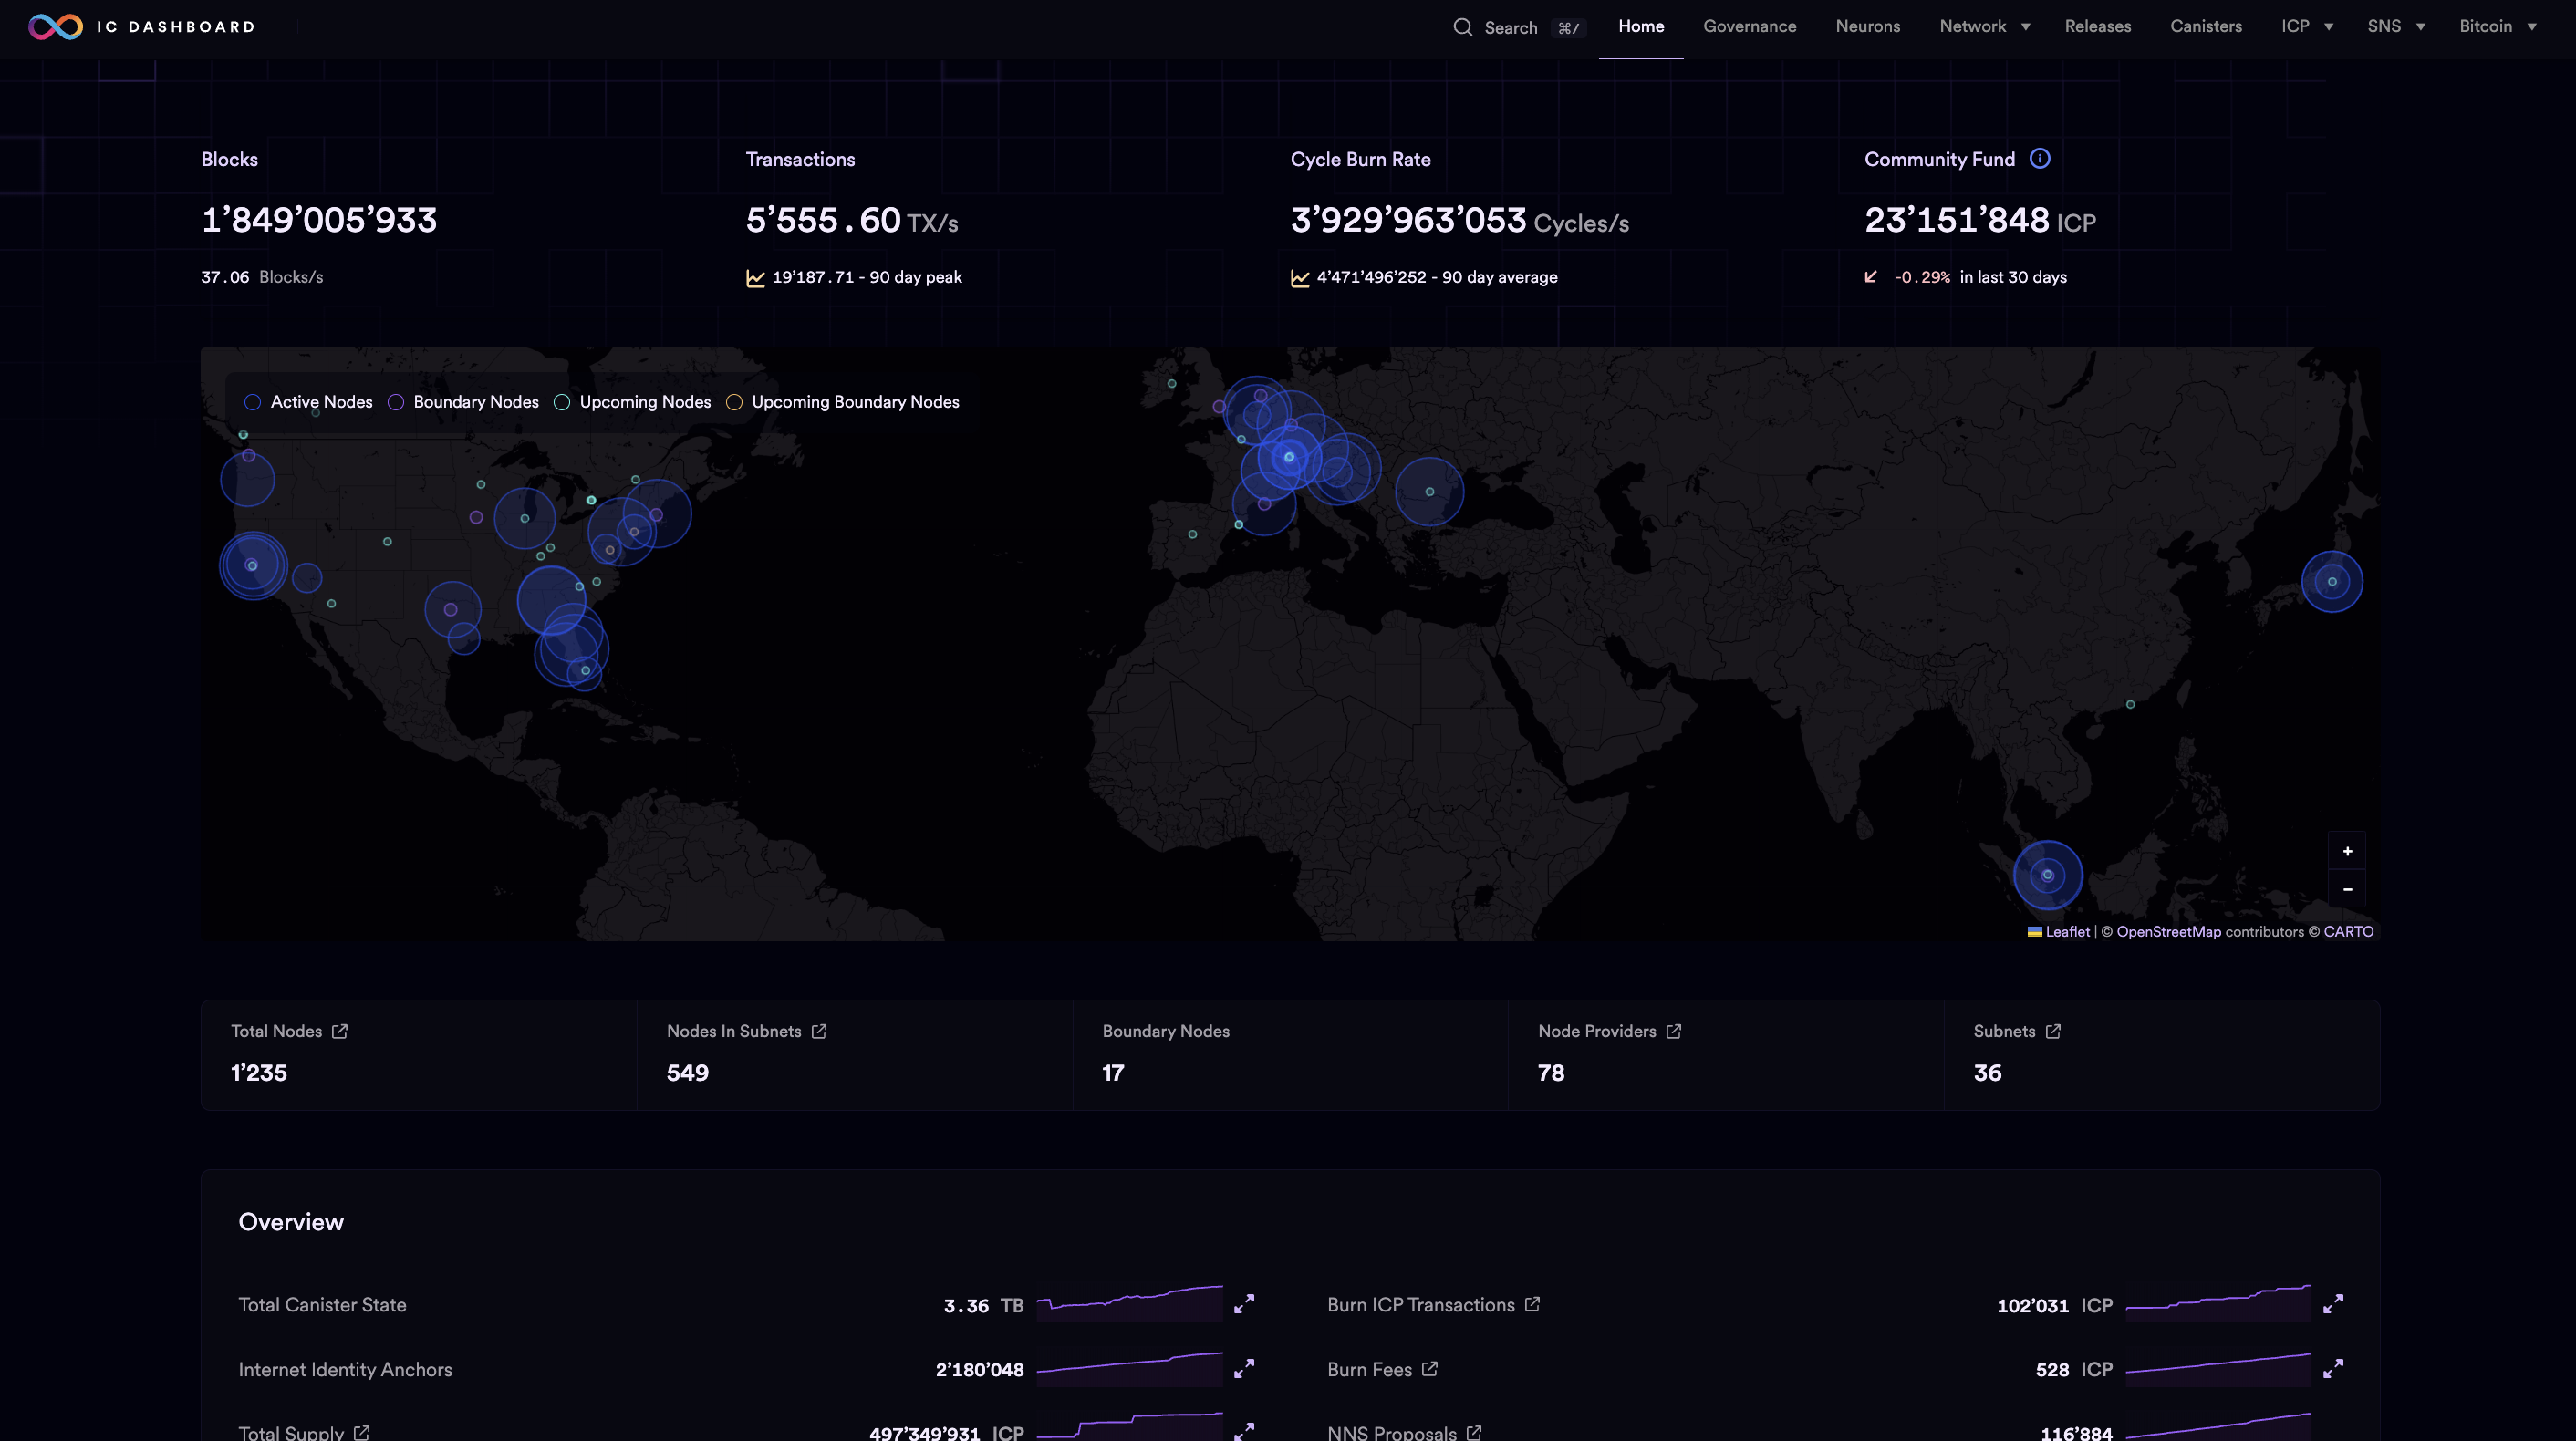 IC DASHBOARD
Search ⌘/ Home Governance Neurons Network Releases Canisters ICP SNS Bitcoin
Blocks
1’849’005’933
37.06 Blocks/s
Transactions
5’555.60 TX/s
19’187.71 - 90 day peak
Cycle Burn Rate
3’929’963’053 Cycles/s
4’471’496’252 - 90 day average
Community Fund
23’151’848 ICP
-0.29% in last 30 days
Active Nodes Boundary Nodes Upcoming Nodes Upcoming Boundary Nodes
+
−
Leaflet | © OpenStreetMap contributors © CARTO
Total Nodes
1’235
Nodes In Subnets
549
Boundary Nodes
17
Node Providers
78
Subnets
36
Overview
Total Canister State 3.36 TB
Burn ICP Transactions 102’031 ICP
Internet Identity Anchors 2’180’048
Burn Fees 528 ICP
Total Supply 497’349’931 ICP
NNS Proposals 116’884